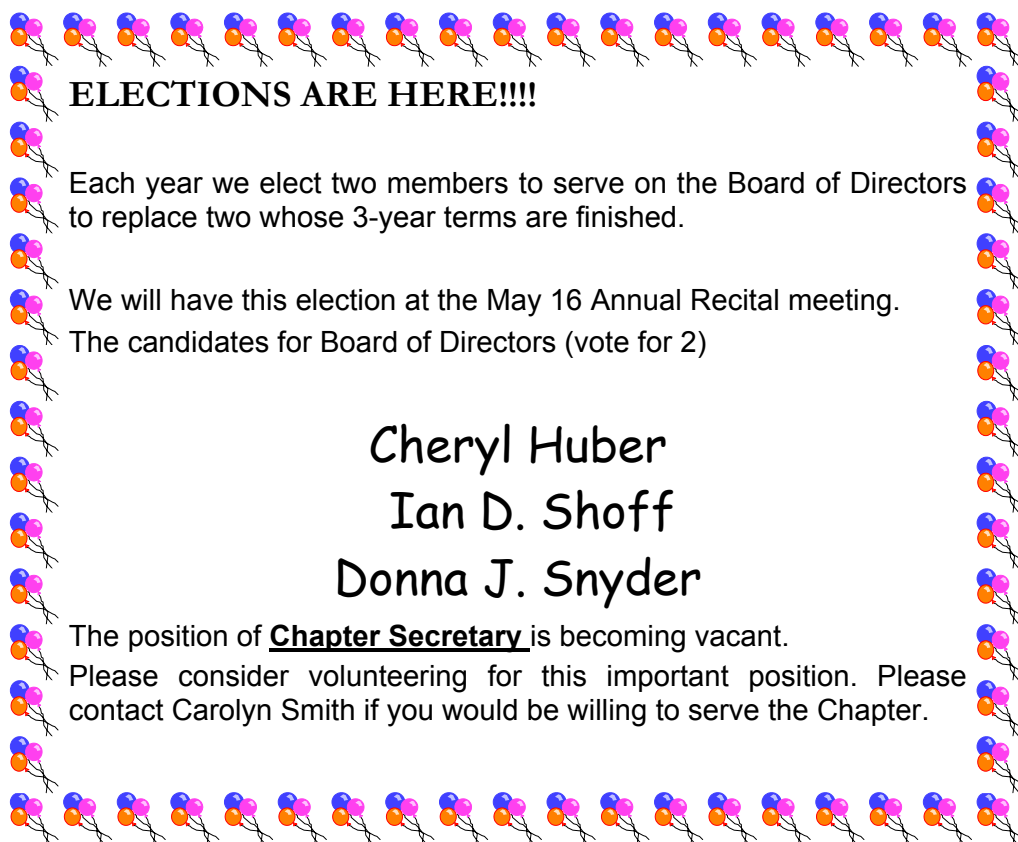 ELECTIONS ARE HERE!!!!
Each year we elect two members to serve on the Board of Directors
to replace two whose 3-year terms are finished.
We will have this election at the May 16 Annual Recital meeting.
The candidates for Board of Directors (vote for 2)
Cheryl Huber
Ian D. Shoff
Donna J. Snyder
The position of Chapter Secretary is becoming vacant.
Please consider volunteering for this important position. Please
contact Carolyn Smith if you would be willing to serve the Chapter.